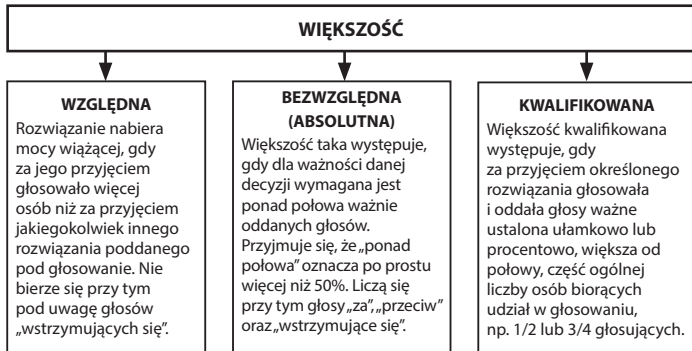 WIĘKSZOŚĆ
WZGLĘDNA
Rozwiązanie nabiera
mocy wiążącej, gdy
za jego przyjęciem
głosowało więcej
osób niż za przyjęciem
jakiegokolwiek innego
rozwiązania poddanego
pod głosowanie. Nie
bierze się przy tym
pod uwagę głosów
„wstrzymujących się”.
BEZWZGLĘDNA
(ABSOLUTNA)
Większość taka występuje,
gdy dla ważności danej
decyzji wymagana jest
ponad połowa ważnie
oddanych głosów.
Przyjmuje się, że „ponad
połowa” oznacza po prostu
więcej niż 50%. Liczą się
przy tym głosy „za”, „przeciw”
oraz „wstrzymujące się”.
KWALIFIKOWANA
Większość kwalifikowana
występuje, gdy
za przyjęciem określonego
rozwiązania głosowała
i oddała głosy ważne
ustalona ułamkowo lub
procentowo, większa od
połowy, część ogólnej
liczby osób biorących
udział w głosowaniu,
np. 1/2 lub 3/4 głosujących.